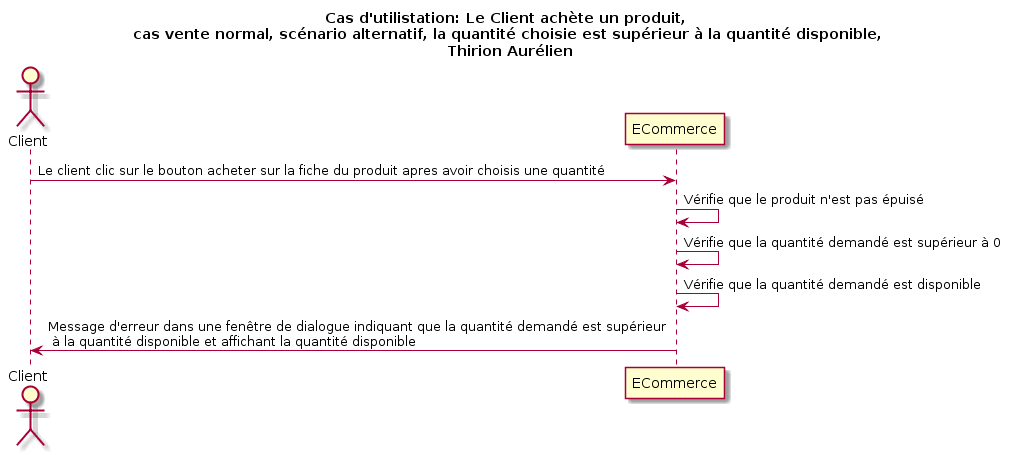 Cas d'utilistation: Le Client achète un produit,
cas vente normal, scénario alternatif, la quantité choisie est supérieur à la quantité disponible,
Thirion Aurélien
Client
ECommerce
Le client clic sur le bouton acheter sur la fiche du produit apres avoir choisis une quantité
Vérifie que le produit n'est pas épuisé
Vérifie que la quantité demandé est supérieur à 0
Vérifie que la quantité demandé est disponible
Message d'erreur dans une fenêtre de dialogue indiquant que la quantité demandé est supérieur
à la quantité disponible et affichant la quantité disponible
Client
ECommerce